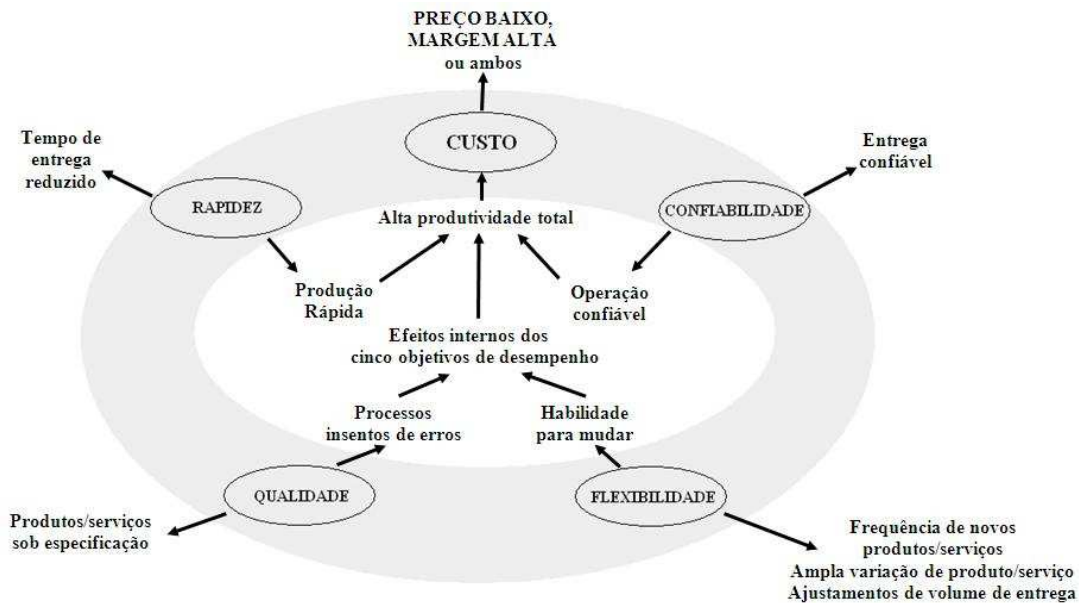 PREÇO BAIXO,
MARGEM ALTA
ou ambos
CUSTO
Tempo de
entrega
reduzido
Entrega
confiável
RAPIDEZ
CONFIABILIDADE
Alta produtividade total
Produção
Rápida
Operação
confiável
Efeitos internos dos
cinco objetivos de desempenho
Processos
insentos de erros
Habilidade
para mudar
QUALIDADE
FLEXIBILIDADE
Produtos/serviços
sob especificação
Frequência de novos
produtos/serviços
Ampla variação de produto/serviço
Ajustamentos de volume de entrega